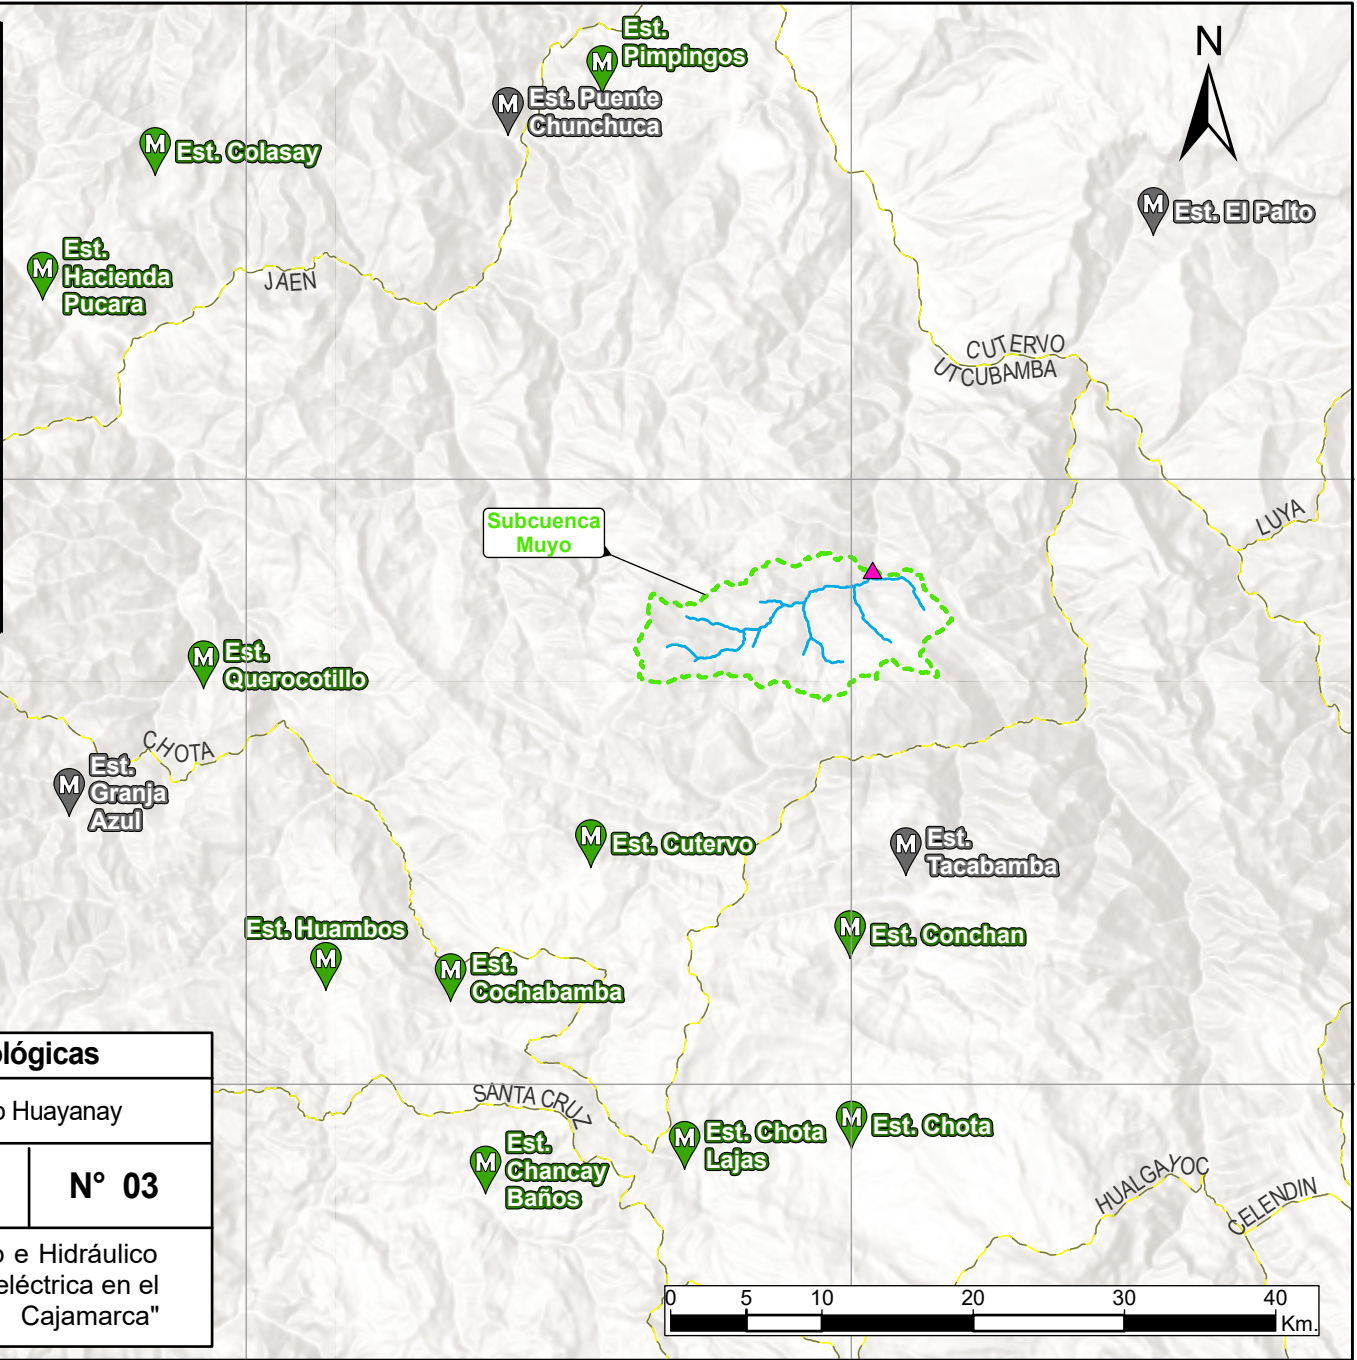 Est.
Pimpingos
N
M
M
Est. Puente
Chunchuca
M
Est. Colasay
M
Est. El Palto
Est.
Hacienda
Pucara
M
JAEN
CUTERVO
UTCUBAMBA
LUYA
Subcuenca
Muyo
M
Est.
Querocotillo
CHOTA
M
Est.
Granja
Azul
M
Est. Cutervo
M
Est.
Tacabamba
Est. Huambos
M
M
Est. Conchan
M
Est.
Cochabamba
ológicas
o Huayanay
N° 03
o e Hidráulico
eléctrica en el
Cajamarca"
SANTA CRUZ
M
Est. Chota
Lajas
M
Est. Chota
M
Est.
Chancay
Baños
HUALGAYOC
CELENDIN
0 5 10 20 30 40
Km.